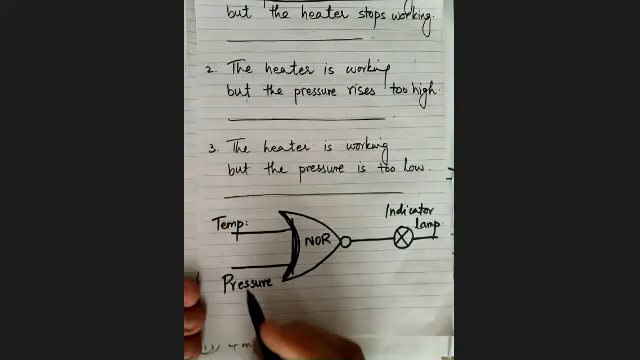 but the heater stops working.
2. The heater is working
but the pressure rises too high.
3. The heater is working
but the pressure is too low.
Indicator
lamp
Temp:
NOR
Pressure